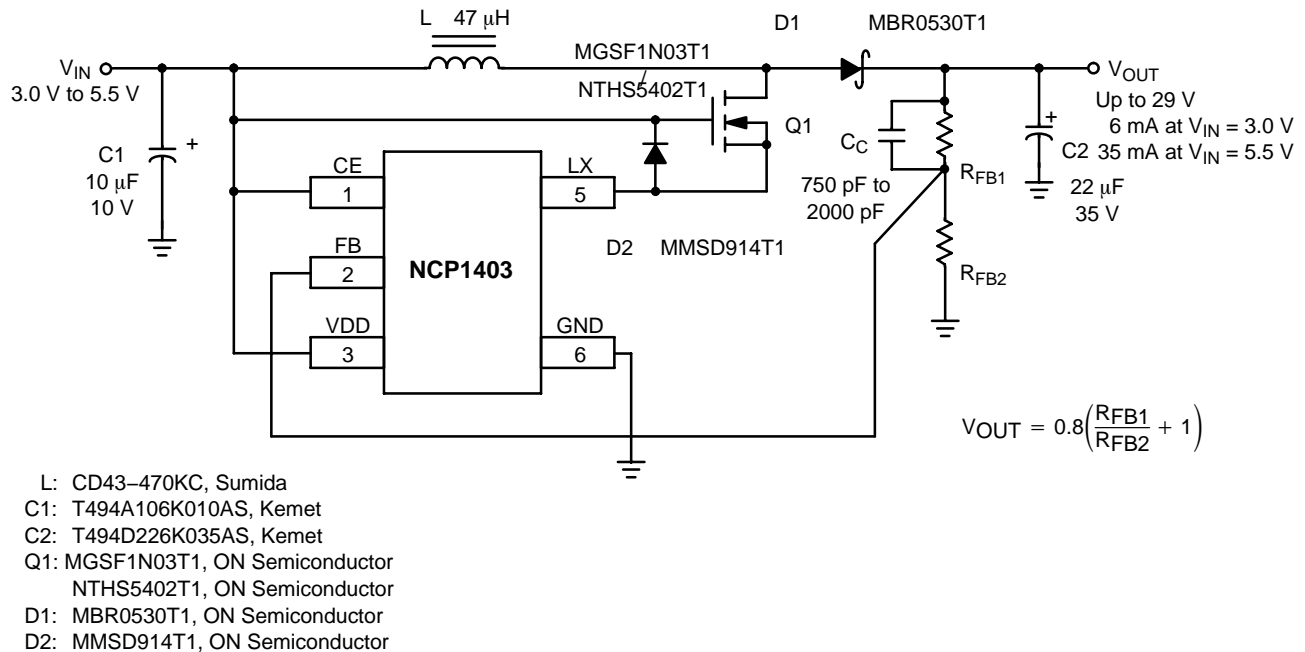 L 47 μH
D1 MBR0530T1
MGSF1N03T1
NTHS5402T1
VIN
3.0 V to 5.5 V
VOUT
Up to 29 V
6 mA at VIN = 3.0 V
35 mA at VIN = 5.5 V
C1
10 μF
10 V
+
CE
1
LX
5
Q1
CC
750 pF to
2000 pF
RFB1
+
C2
22 μF
35 V
FB
2
NCP1403
D2 MMSD914T1
RFB2
VDD
3
GND
6
VOUT = 0.8(RFB1/RFB2 + 1)
L: CD43–470KC, Sumida
C1: T494A106K010AS, Kemet
C2: T494D226K035AS, Kemet
Q1: MGSF1N03T1, ON Semiconductor
NTHS5402T1, ON Semiconductor
D1: MBR0530T1, ON Semiconductor
D2: MMSD914T1, ON Semiconductor